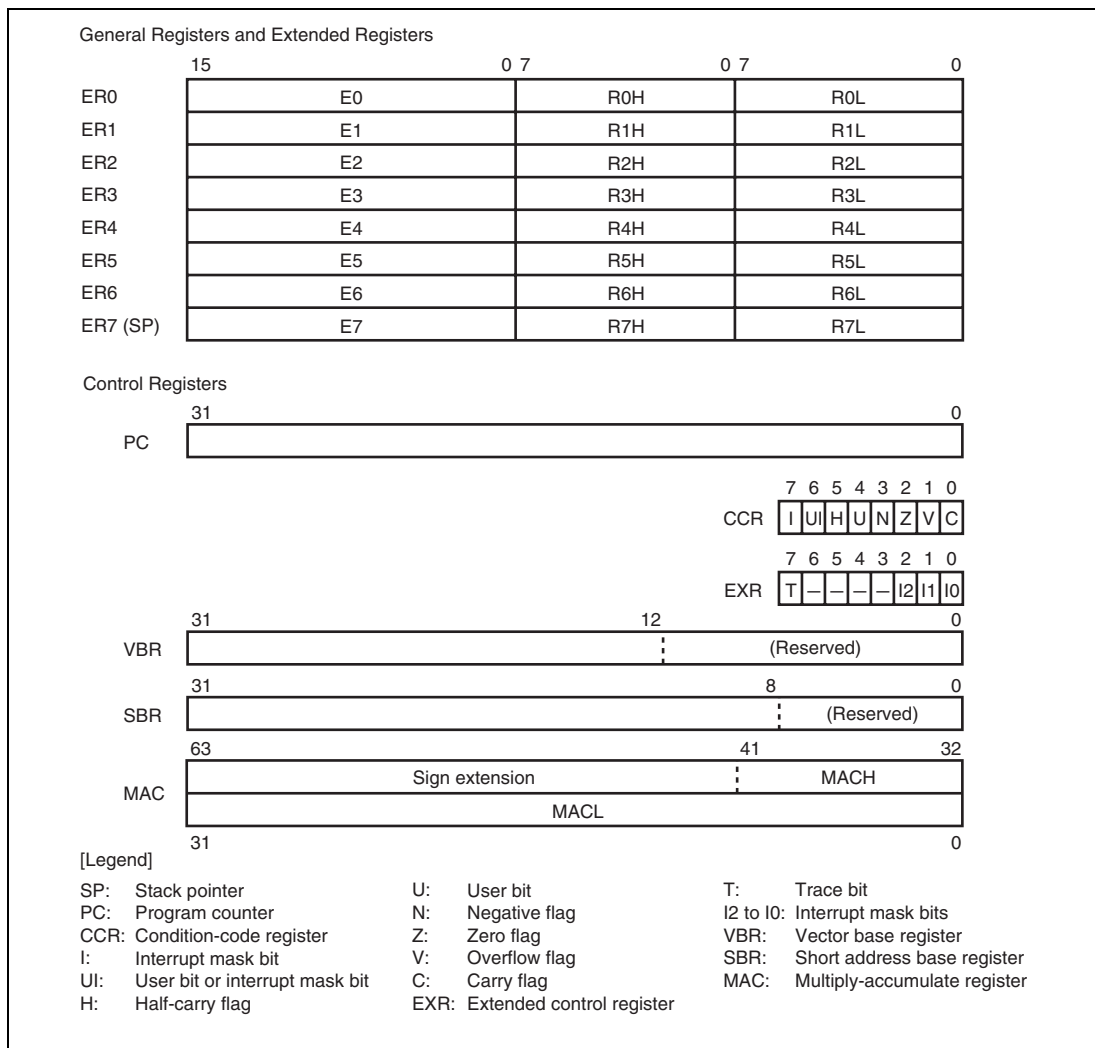 General Registers and Extended Registers
15 0 7 0 7 0
ER0 E0 R0H R0L
ER1 E1 R1H R1L
ER2 E2 R2H R2L
ER3 E3 R3H R3L
ER4 E4 R4H R4L
ER5 E5 R5H R5L
ER6 E6 R6H R6L
ER7 (SP) E7 R7H R7L
Control Registers
31 0
PC
7 6 5 4 3 2 1 0
CCR I UI H U N Z V C
7 6 5 4 3 2 1 0
EXR T — — — — I2 I1 I0
31 12 0
VBR (Reserved)
31 8 0
SBR (Reserved)
63 41 32
MAC Sign extension MACH
MACL
31 0
[Legend]
SP: Stack pointer U: User bit T: Trace bit
PC: Program counter N: Negative flag I2 to I0: Interrupt mask bits
CCR: Condition-code register Z: Zero flag VBR: Vector base register
I: Interrupt mask bit V: Overflow flag SBR: Short address base register
UI: User bit or interrupt mask bit C: Carry flag MAC: Multiply-accumulate register
H: Half-carry flag EXR: Extended control register